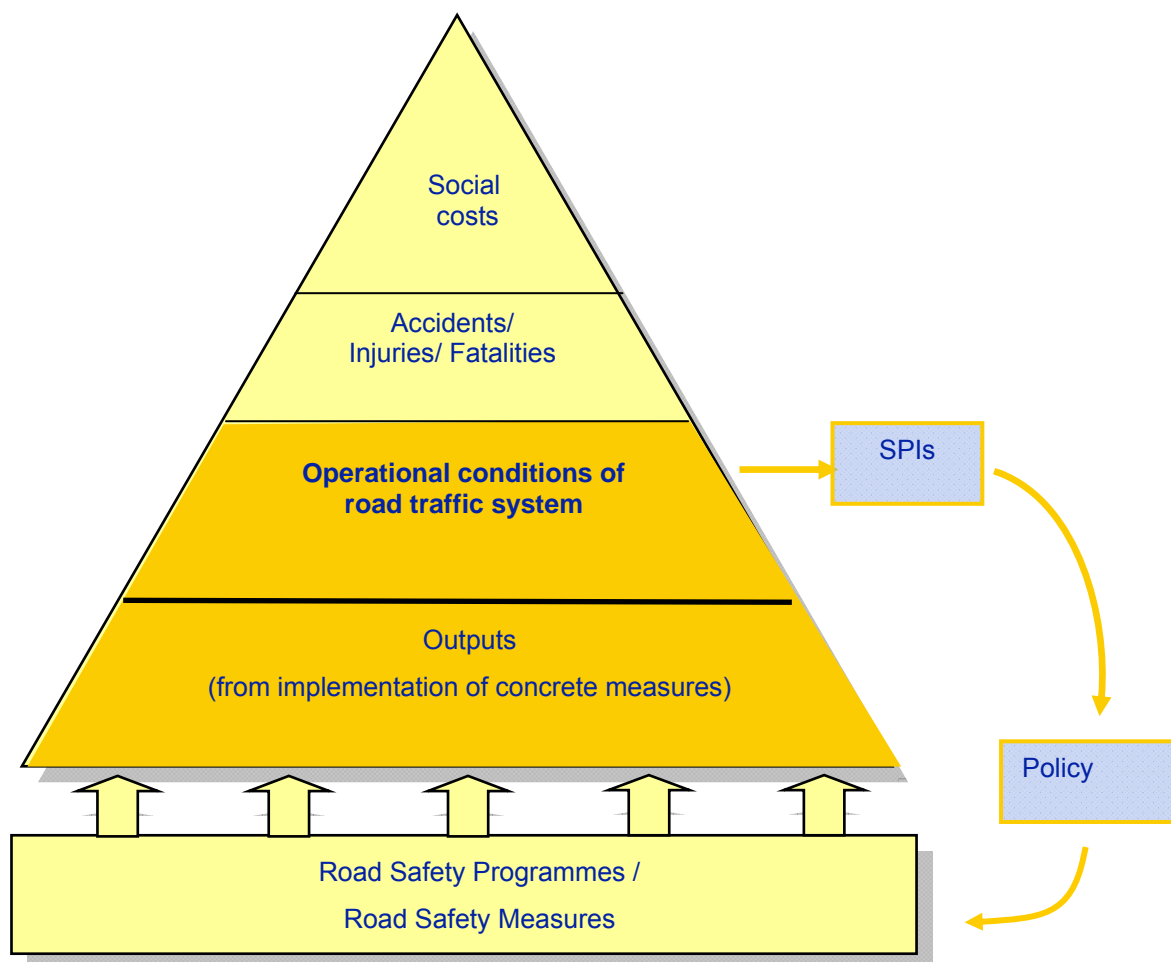 Social
costs
Accidents/
Injuries/ Fatalities
Operational conditions of
road traffic system
SPIs
Outputs
(from implementation of concrete measures)
Policy
Road Safety Programmes /
Road Safety Measures